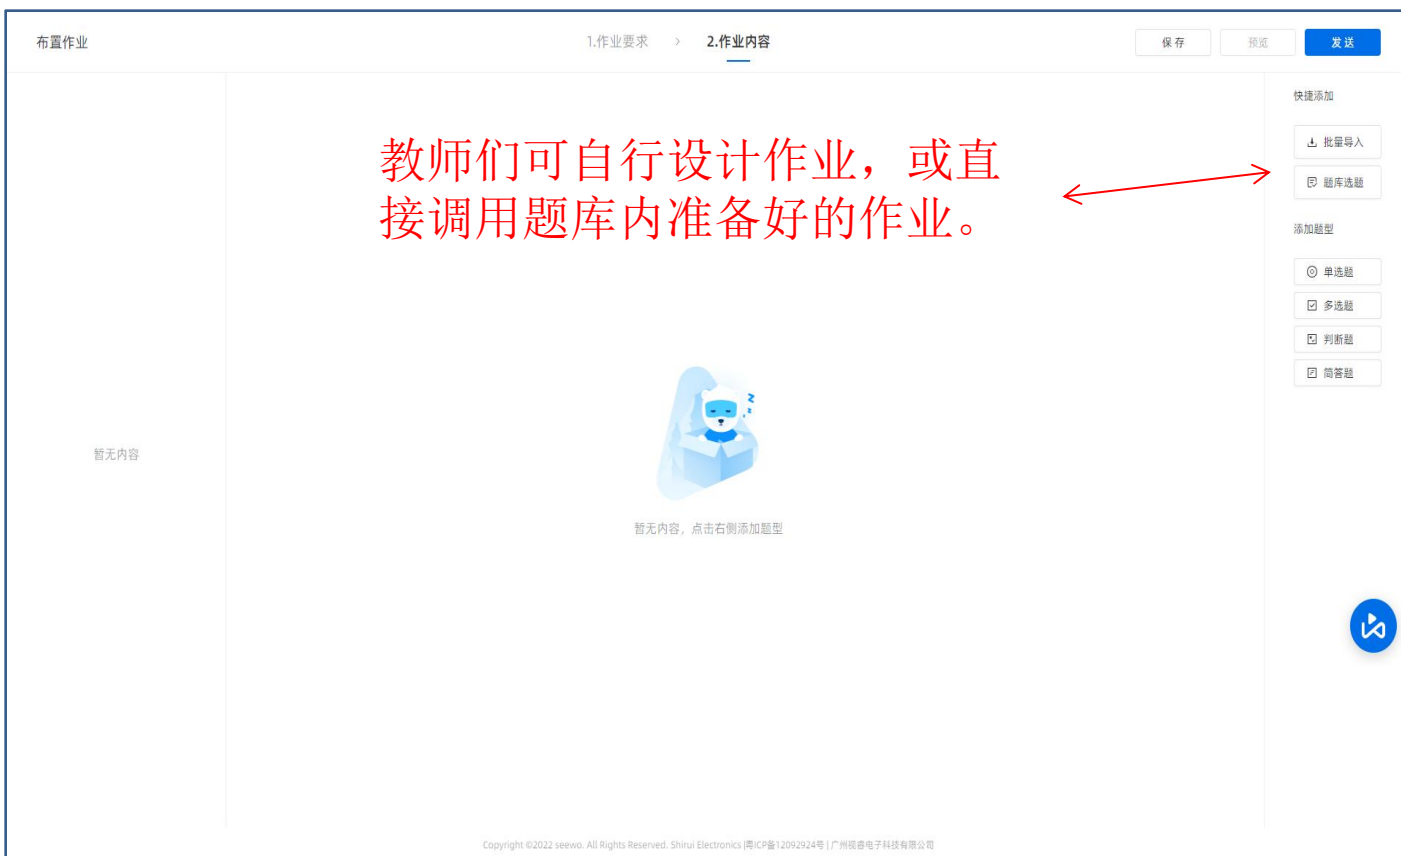 布置作业
1.作业要求 > 2.作业内容
保存 预览 发送
快捷添加
批量导入
题库选题
教师们可自行设计作业，或直
接调用题库内准备好的作业。
添加题型
单选题
多选题
判断题
简答题
暂无内容
暂无内容，点击右侧添加题型
Copyright ©2022 seewo. All Rights Reserved. Shirui Electronics |粤ICP备12092924号 | 广州视睿电子科技有限公司